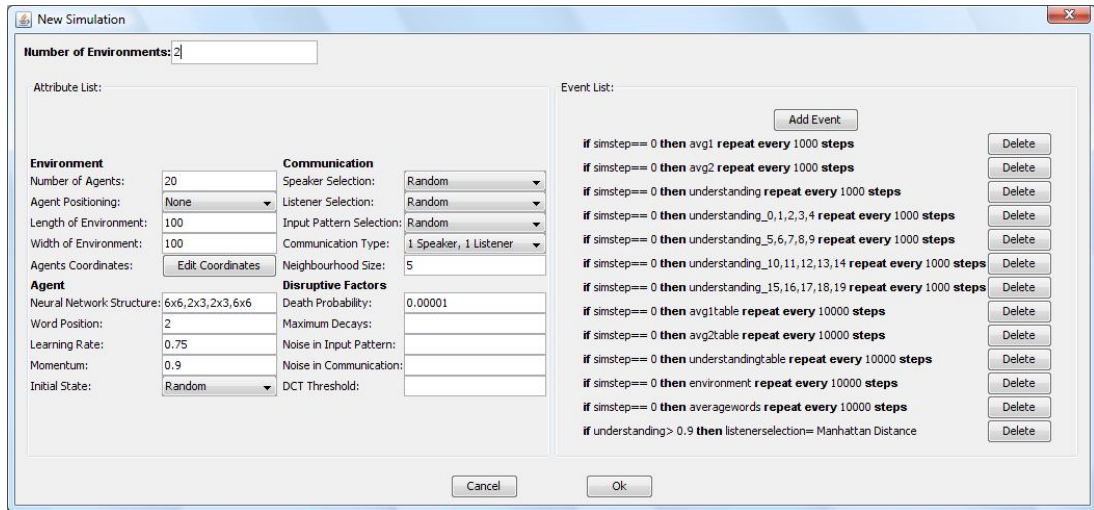 New Simulation
Number of Environments: 2
Attribute List:
Environment
Number of Agents: 20
Agent Positioning: None
Length of Environment: 100
Width of Environment: 100
Agents Coordinates: Edit Coordinates
Agent
Neural Network Structure: 6x6,2x3,2x3,6x6
Word Position: 2
Learning Rate: 0.75
Momentum: 0.9
Initial State: Random
Communication
Speaker Selection: Random
Listener Selection: Random
Input Pattern Selection: Random
Communication Type: 1 Speaker, 1 Listener
Neighbourhood Size: 5
Disruptive Factors
Death Probability: 0.00001
Maximum Decays:
Noise in Input Pattern:
Noise in Communication:
DCT Threshold:
Event List:
Add Event
if simstep== 0 then avg1 repeat every 1000 steps Delete
if simstep== 0 then avg2 repeat every 1000 steps Delete
if simstep== 0 then understanding repeat every 1000 steps Delete
if simstep== 0 then understanding_0,1,2,3,4 repeat every 1000 steps Delete
if simstep== 0 then understanding_5,6,7,8,9 repeat every 1000 steps Delete
if simstep== 0 then understanding_10,11,12,13,14 repeat every 1000 steps Delete
if simstep== 0 then understanding_15,16,17,18,19 repeat every 1000 steps Delete
if simstep== 0 then avg1table repeat every 10000 steps Delete
if simstep== 0 then avg2table repeat every 10000 steps Delete
if simstep== 0 then understandingtable repeat every 10000 steps Delete
if simstep== 0 then environment repeat every 10000 steps Delete
if simstep== 0 then averagewords repeat every 10000 steps Delete
if understanding> 0.9 then listenerselection= Manhattan Distance Delete
Cancel Ok